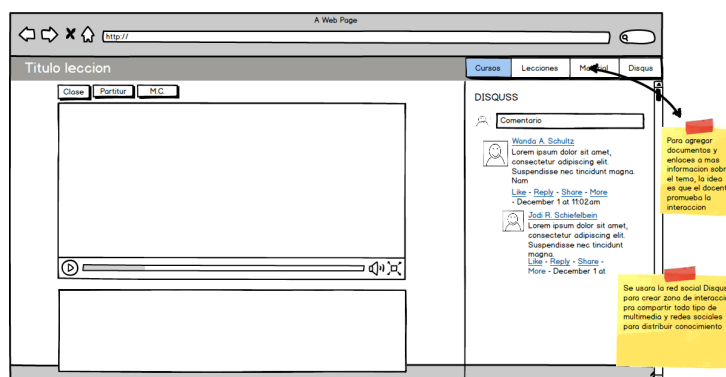 A Web Page
http://
Titulo leccion
Cursos
Lecciones
Material
Disqus
Clase
Partitur
M.C.
DISQUSS
Comentario
Wanda A. Schultz
Lorem ipsum dolor sit amet,
consectetur adipiscing elit.
Suspendisse nec tincidunt magna.
Nam
Like - Reply - Share - More
- December 1 at 11:02am
Jodi R. Schiefelbein
Lorem ipsum dolor sit amet,
consectetur adipiscing elit.
Suspendisse nec tincidunt
magna.
Like - Reply - Share -
More - December 1 at
Para agregar
documentos y
enlaces a mas
informacion sobr
el tema, la idea
es que el docent
promueba la
interaccion
Se usara la red social Disqus
para crear zona de interacci
pra compartir todo tipo de
multimedia y redes sociales
para distribuir conocimiento